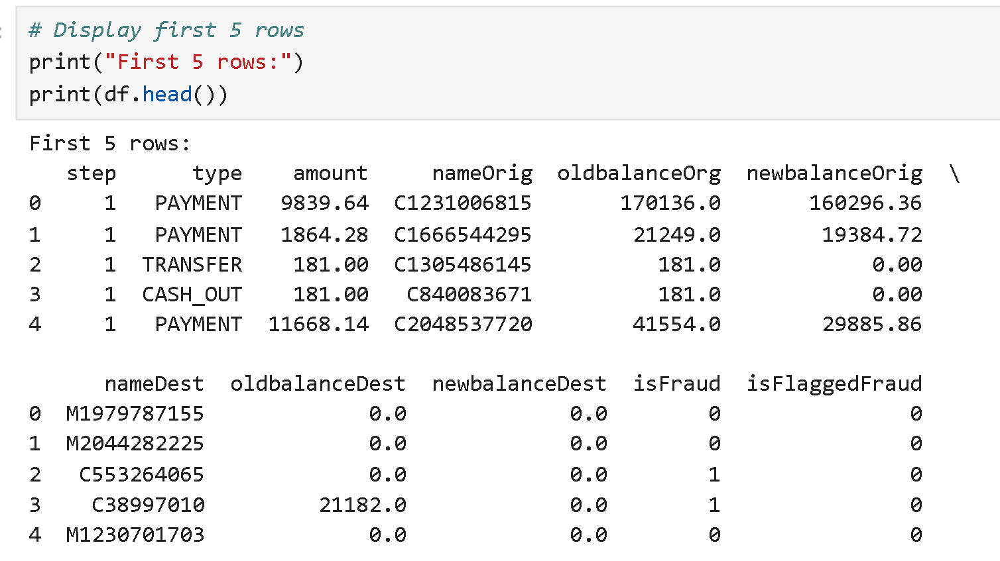 # Display first 5 rows
print("First 5 rows:")
print(df.head())
First 5 rows:
   step      type    amount     nameOrig  oldbalanceOrg  newbalanceOrig  \
0     1   PAYMENT   9839.64  C1231006815       170136.0       160296.36
1     1   PAYMENT   1864.28  C1666544295        21249.0        19384.72
2     1  TRANSFER    181.00  C1305486145          181.0            0.00
3     1  CASH_OUT    181.00   C840083671          181.0            0.00
4     1   PAYMENT  11668.14  C2048537720        41554.0        29885.86
      nameDest  oldbalanceDest  newbalanceDest  isFraud  isFlaggedFraud
0  M1979787155             0.0             0.0        0               0
1  M2044282225             0.0             0.0        0               0
2   C553264065             0.0             0.0        1               0
3    C38997010         21182.0             0.0        1               0
4  M1230701703             0.0             0.0        0               0